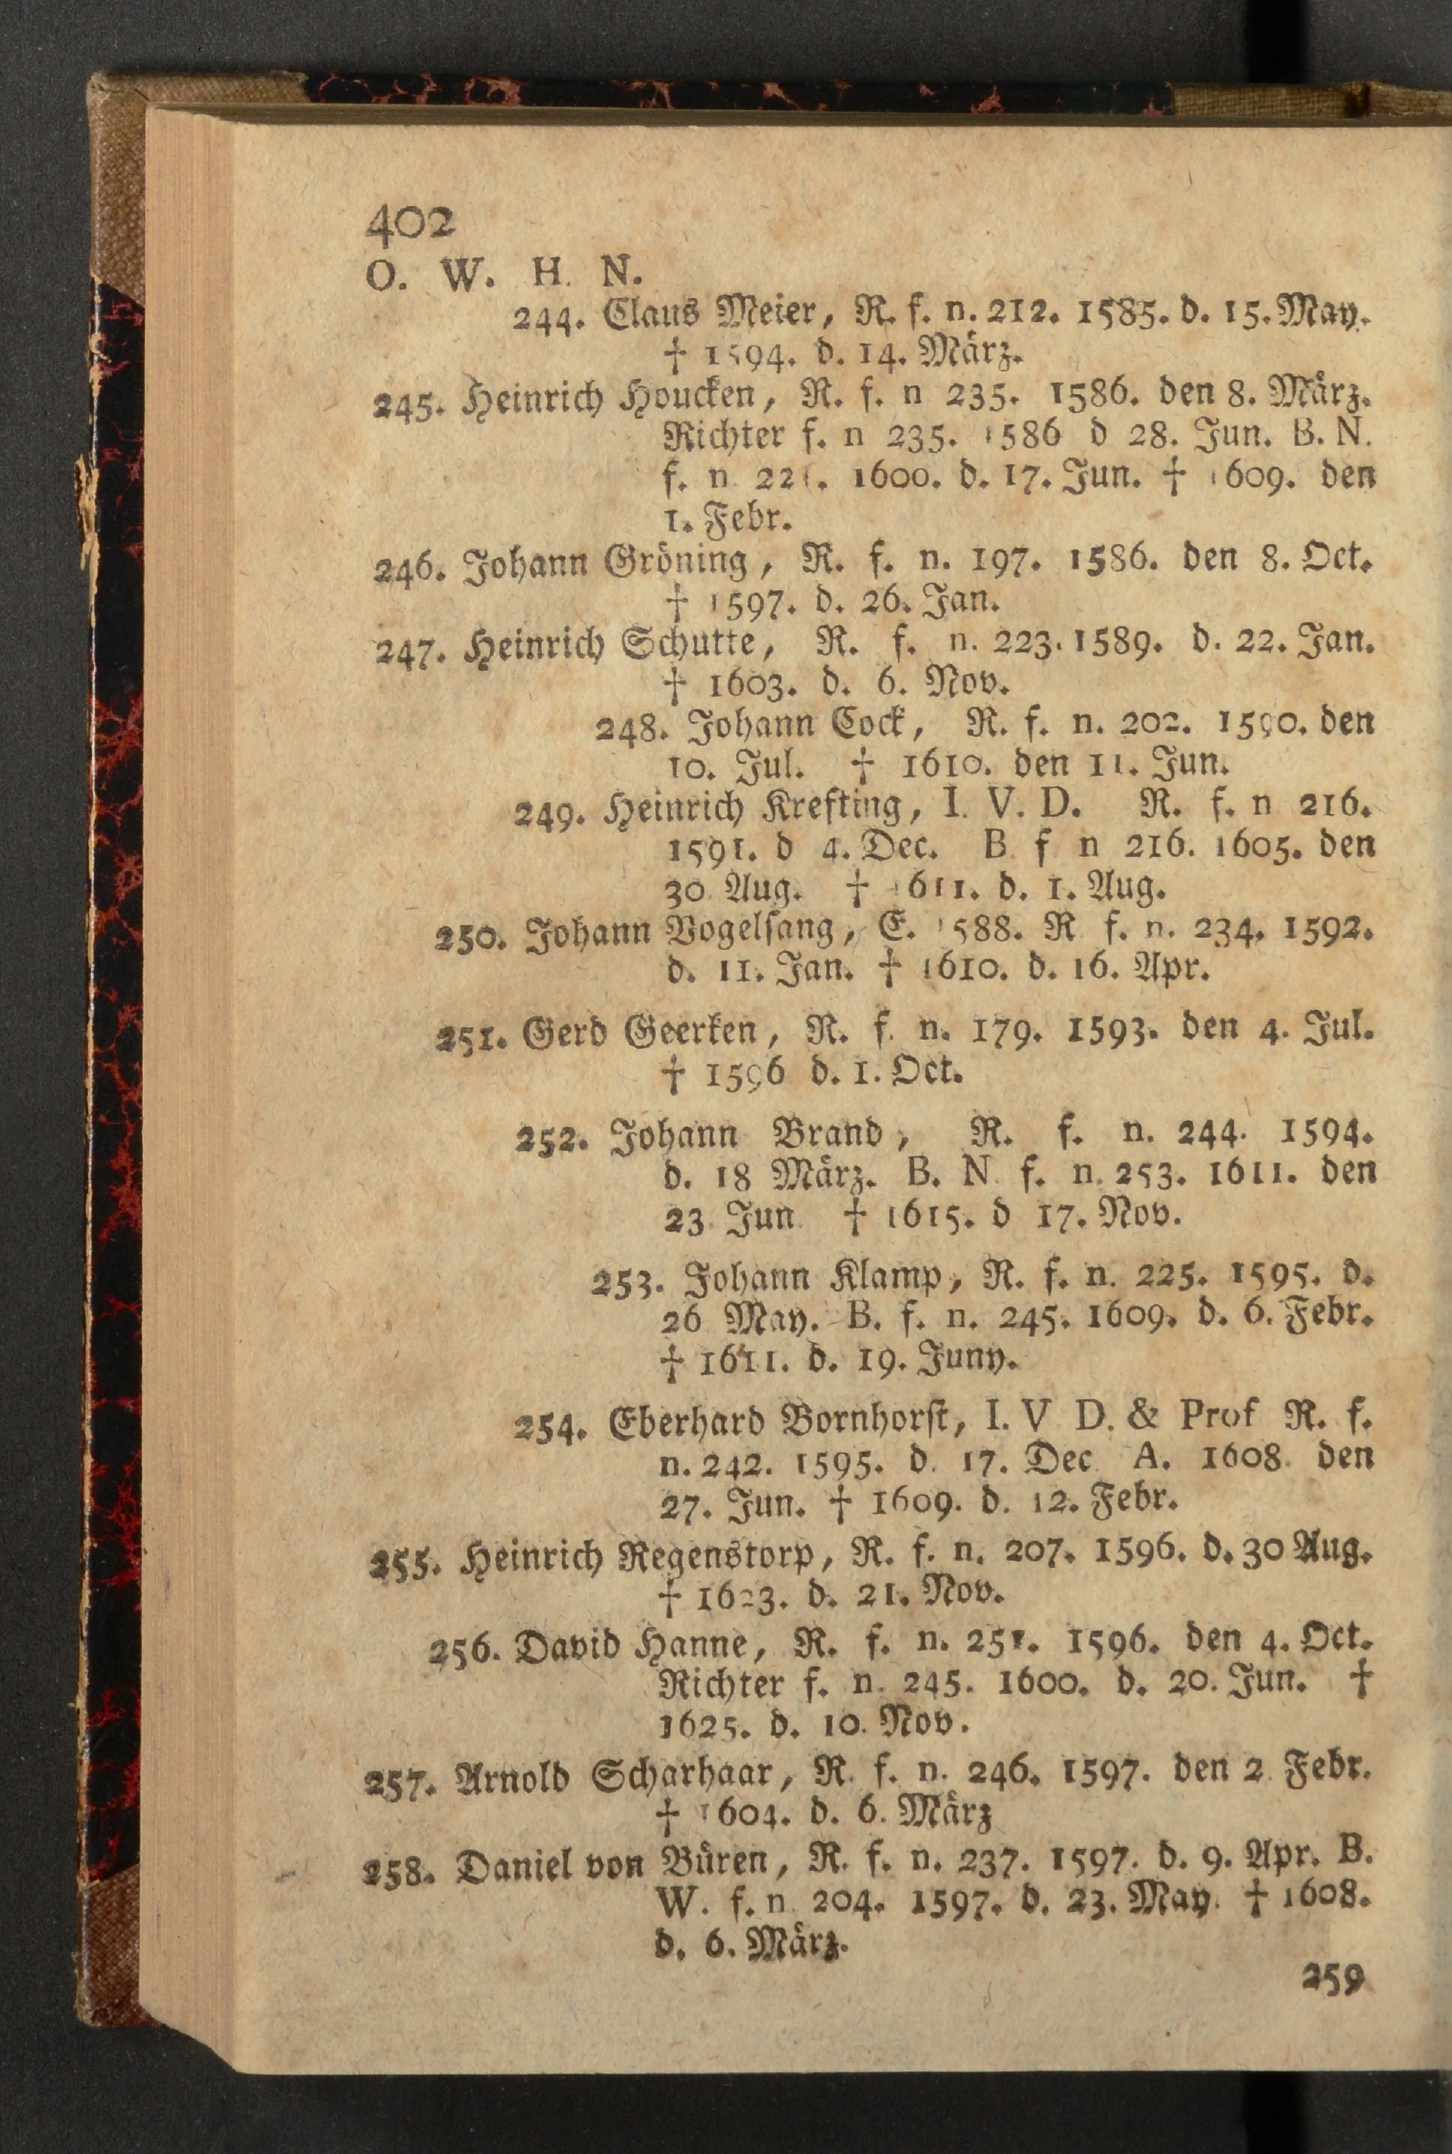 402
O. W. H. N.
244. Claus Meier, R. f. n. 212. 1585. d. 15. May.
† 1594. d. 14. März.
245. Heinrich Houcken, R. f. n 235. 1586. den 8. März.
Richter f. n 235. 1586 d 28. Jun. B. N.
f. n 221. 1600. d. 17. Jun. † 1609. den
1. Febr.
246. Johann Gröning, R. f. n. 197. 1586. den 8. Oct.
† 1597. d. 26. Jan.
247. Heinrich Schutte, R. f. n. 223. 1589. d. 22. Jan.
† 1603. d. 6. Nov.
248. Johann Cock, R. f. n. 202. 1590. den
10. Jul. † 1610. den 11. Jun.
249. Heinrich Krefting, I. V. D. R. f. n 216.
1591. d 4. Dec. B f n 216. 1605. den
30 Aug. † 1611. d. 1. Aug.
250. Johann Vogelsang, E. 1588. R f. n. 234. 1592.
d. 11. Jan. † 1610. d. 16. Apr.
251. Gerd Geerken, R. f. n. 179. 1593. den 4. Jul.
† 1596 d. 1. Oct.
252. Johann Brand, R. f. n. 244. 1594.
d. 18 März. B. N. f. n. 253. 1611. den
23 Jun † 1615. d 17. Nov.
253. Johann Klamp, R. f. n. 225. 1595. d.
26 May. B. f. n. 245. 1609. d. 6. Febr.
† 1611. d. 19. Juny.
254. Eberhard Bornhorst, I. V D. & Prof R. f.
n. 242. 1595. d. 17. Dec A. 1608. den
27. Jun. † 1609. d. 12. Febr.
255. Heinrich Regenstorp, R. f. n. 207. 1596. d. 30 Aug.
† 1623. d. 21. Nov.
256. David Hanne, R. f. n. 251. 1596. den 4. Oct.
Richter f. n. 245. 1600. d. 20. Jun. †
1625. d. 10. Nov.
257. Arnold Scharhaar, R. f. n. 246. 1597. den 2 Febr.
† 1604. d. 6. März
258. Daniel von Büren, R. f. n. 237. 1597. d. 9. Apr. B.
W. f. n. 204. 1597. d. 23. May. † 1608.
d. 6. März.
259